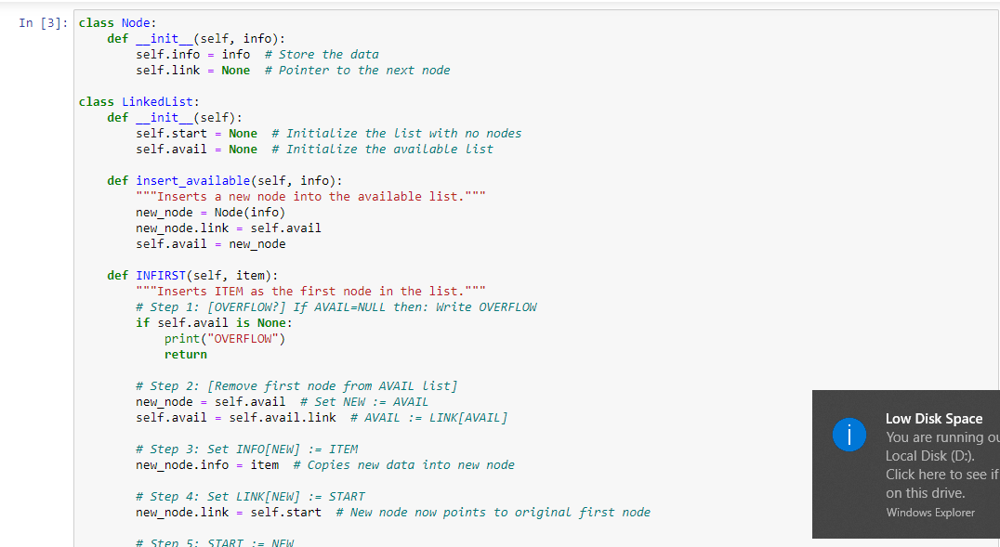 In [3]:
class Node:
    def __init__(self, info):
        self.info = info  # Store the data
        self.link = None  # Pointer to the next node

class LinkedList:
    def __init__(self):
        self.start = None  # Initialize the list with no nodes
        self.avail = None  # Initialize the available list

    def insert_available(self, info):
        """Inserts a new node into the available list."""
        new_node = Node(info)
        new_node.link = self.avail
        self.avail = new_node

    def INFIRST(self, item):
        """Inserts ITEM as the first node in the list."""
        # Step 1: [OVERFLOW?] If AVAIL=NULL then: Write OVERFLOW
        if self.avail is None:
            print("OVERFLOW")
            return

        # Step 2: [Remove first node from AVAIL list]
        new_node = self.avail  # Set NEW := AVAIL
        self.avail = self.avail.link  # AVAIL := LINK[AVAIL]

        # Step 3: Set INFO[NEW] := ITEM
        new_node.info = item  # Copies new data into new node

        # Step 4: Set LINK[NEW] := START
        new_node.link = self.start  # New node now points to original first node

        # Step 5: START := NEW
Low Disk Space
You are running
Local Disk (D:).
Click here to see if
on this drive.
Windows Explorer